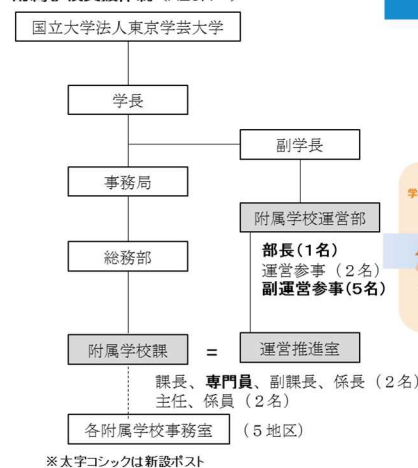 国立大学法人東京学芸大学
学長
副学長
事務局
附属学校運営部
総務部
部長(1名)
運営参事(2名)
副運営参事(5名)
附属学校課
=
運営推進室
課長、専門員、副課長、係長(2名)
主任、係員(2名)
各附属学校事務室
(5地区)
※太字コシックは新設ポスト